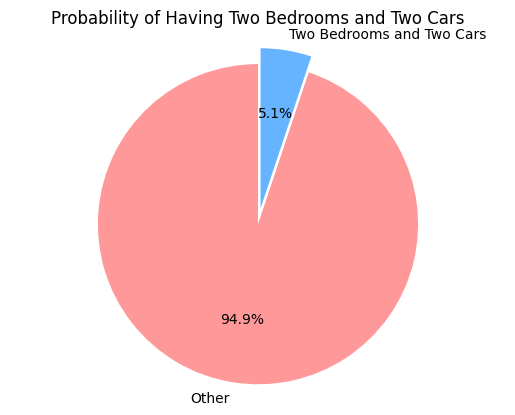 Probability of Having Two Bedrooms and Two Cars
Two Bedrooms and Two Cars
5.1%
94.9%
Other